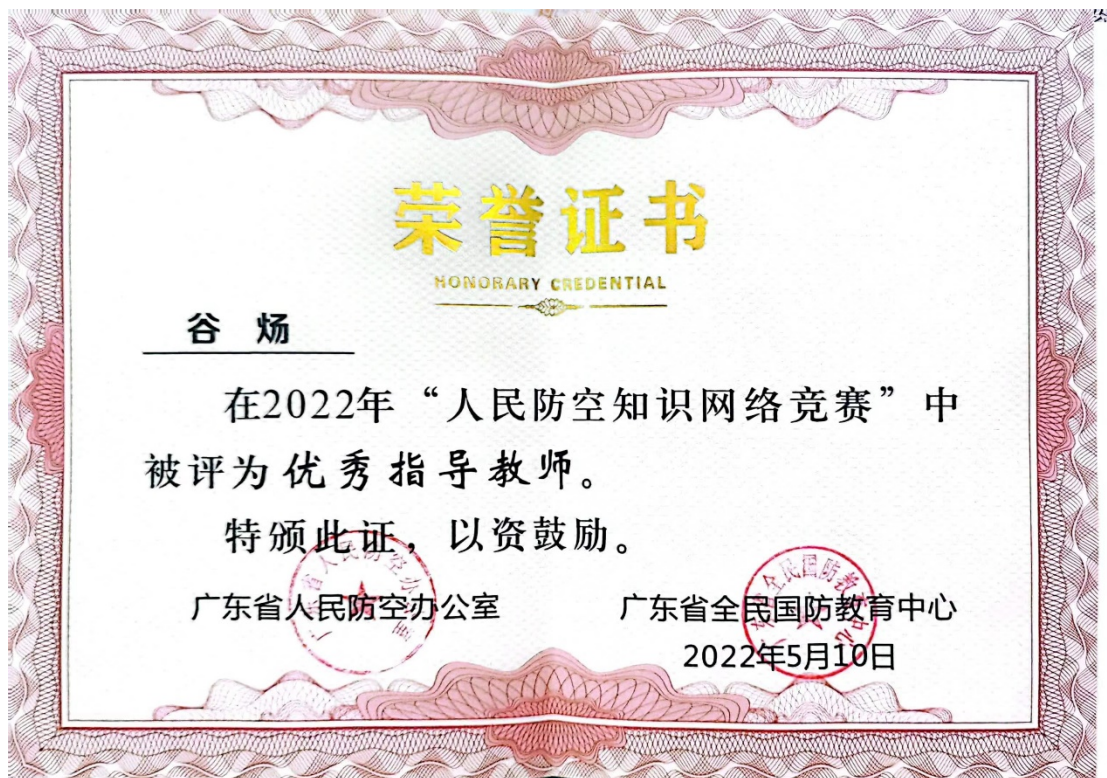 荣誉证书
HONORARY CREDENTIAL
谷 炀
在2022年“人民防空知识网络竞赛”中
被评为优秀指导教师。
特颁此证，以资鼓励。
广东省人民防空办公室 广东省全民国防教育中心
2022年5月10日